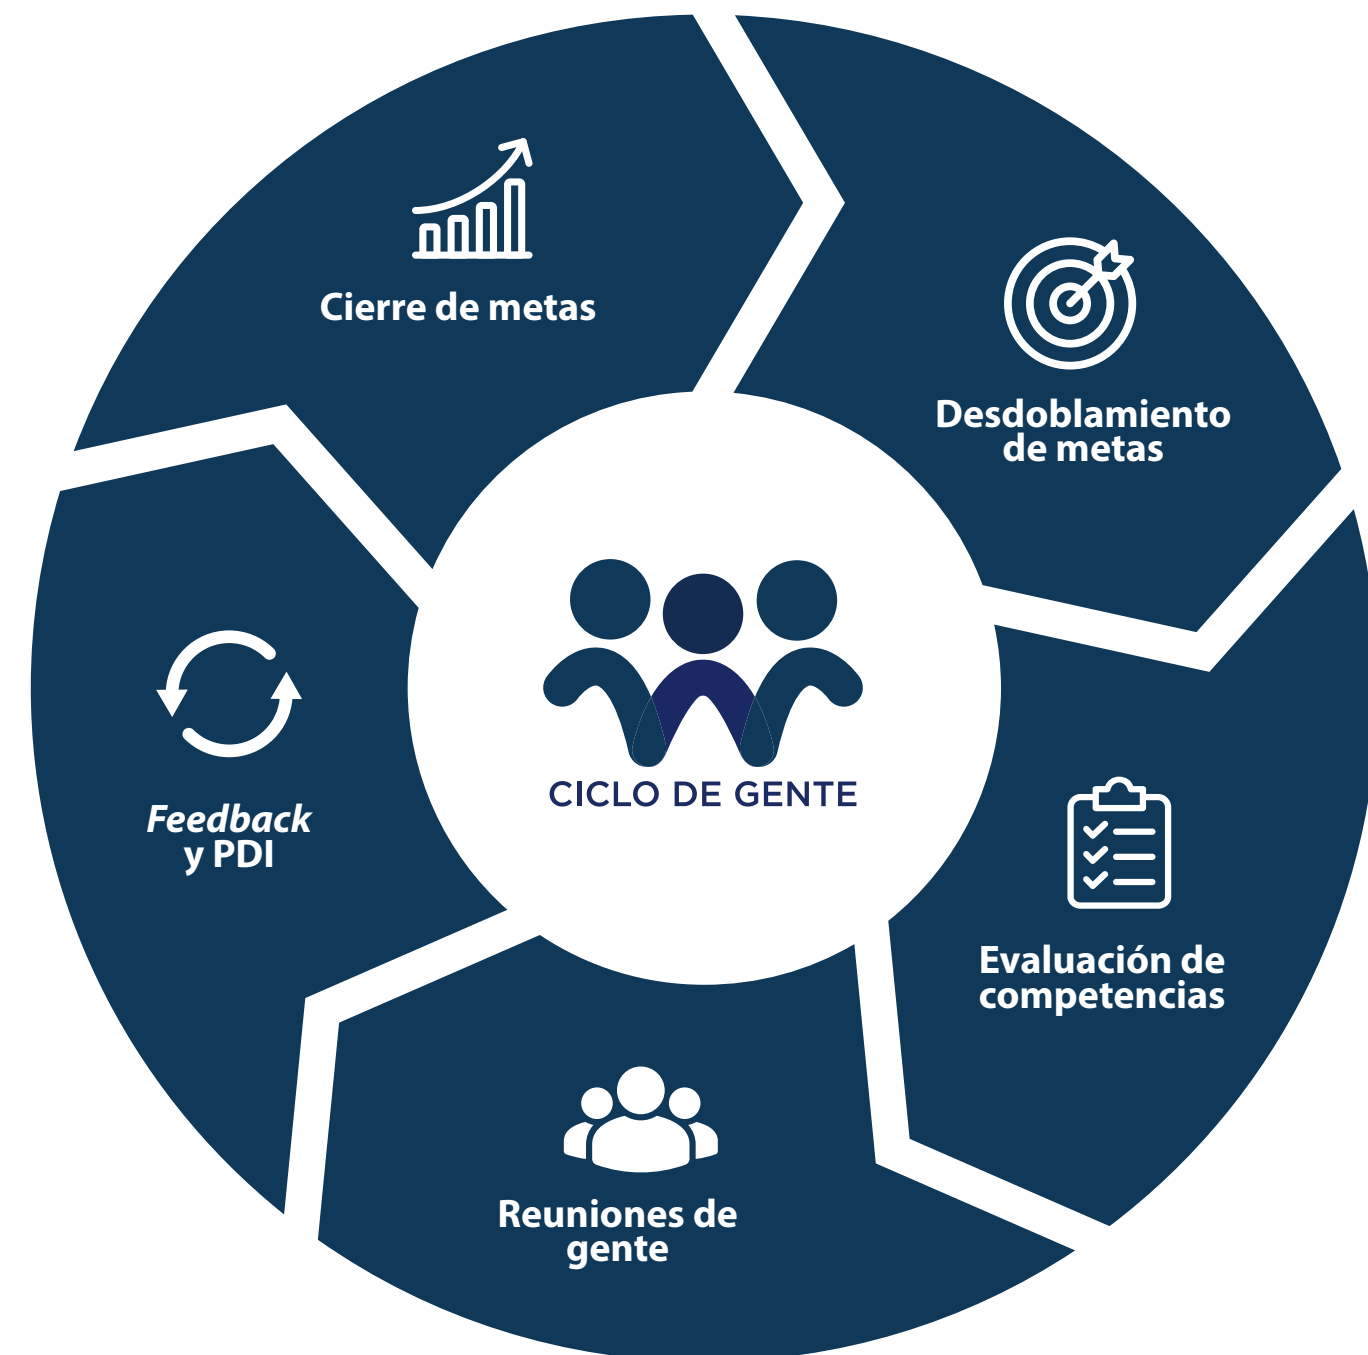 Cierre de metas
Desdoblamiento
de metas
CICLO DE GENTE
Feedback
y PDI
Evaluación de
competencias
Reuniones de
gente